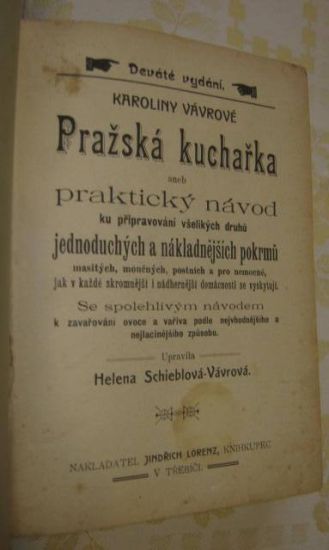 Deváté vydání.
KAROLINY VÁVROVÉ
Pražská kuchařka
aneb
praktický návod
ku připravování všelikých druhů
jednoduchých a nákladnějších pokrmů
masitých, moučných, postních a pro nemocné,
jak v každé skromnější i nádhernější domácnosti se vyskytují.
Se spolehlivým návodem
k zavařování ovoce a vařiva podle nejvhodnějšího a
nejlacinějšího způsobu.
Upravila
Helena Schieblová-Vávrová.
NAKLADATEL JINDŘICH LORENZ, KNIHKUPEC
V TŘEBÍČI.